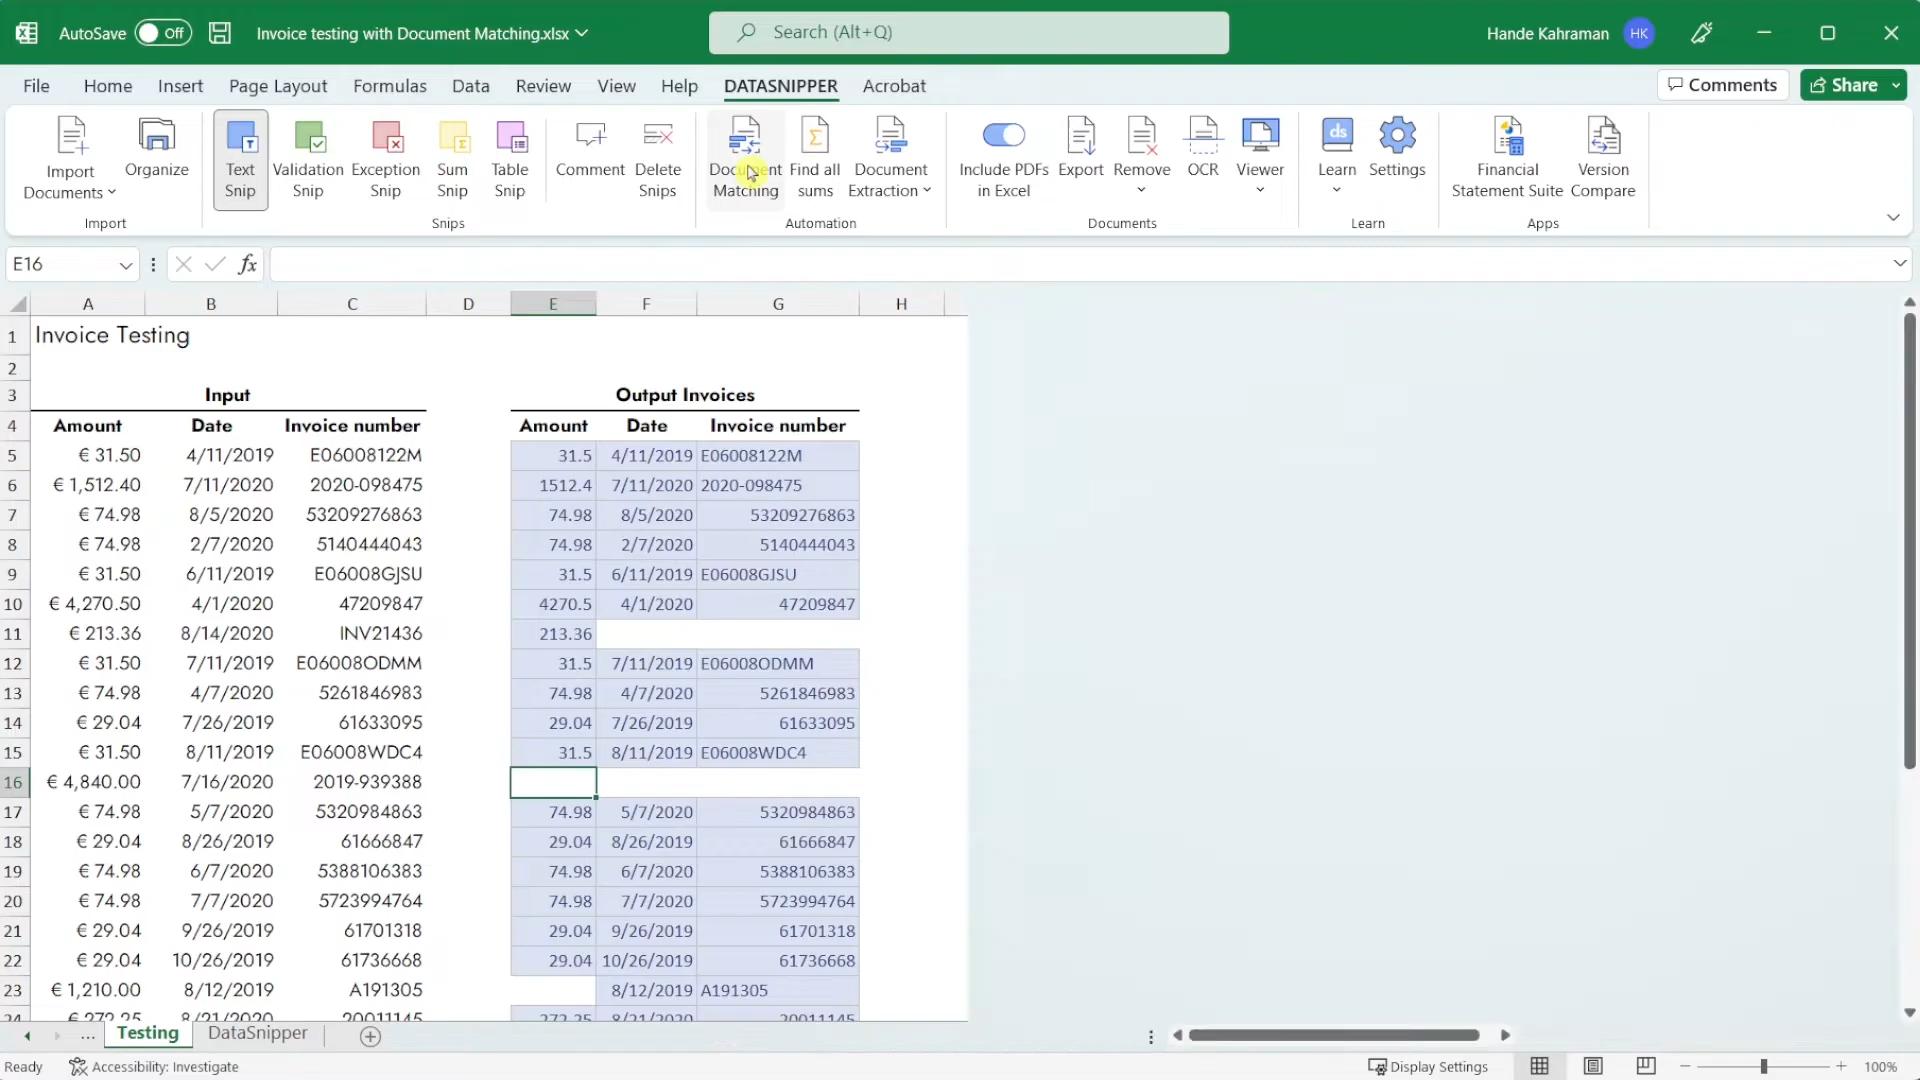 AutoSave Off Invoice testing with Document Matching.xlsx Search (Alt+Q) Hande Kahraman HK
File Home Insert Page Layout Formulas Data Review View Help DATASNIPPER Acrobat Comments Share
Import Documents Organize Text Snip Validation Snip Exception Snip Sum Snip Table Snip Comment Delete Snips Document Matching Find all sums Document Extraction Include PDFs in Excel Export Remove OCR Viewer ds Learn Settings Financial Statement Suite Version Compare
Import Snips Automation Documents Learn Apps
E16 fx
A B C D E F G H
1 Invoice Testing
2
3 Input Output Invoices
4 Amount Date Invoice number Amount Date Invoice number
5 € 31.50 4/11/2019 E06008122M 31.5 4/11/2019 E06008122M
6 € 1,512.40 7/11/2020 2020-098475 1512.4 7/11/2020 2020-098475
7 € 74.98 8/5/2020 53209276863 74.98 8/5/2020 53209276863
8 € 74.98 2/7/2020 5140444043 74.98 2/7/2020 5140444043
9 € 31.50 6/11/2019 E06008GJSU 31.5 6/11/2019 E06008GJSU
10 € 4,270.50 4/1/2020 47209847 4270.5 4/1/2020 47209847
11 € 213.36 8/14/2020 INV21436 213.36
12 € 31.50 7/11/2019 E06008ODMM 31.5 7/11/2019 E06008ODMM
13 € 74.98 4/7/2020 5261846983 74.98 4/7/2020 5261846983
14 € 29.04 7/26/2019 61633095 29.04 7/26/2019 61633095
15 € 31.50 8/11/2019 E06008WDC4 31.5 8/11/2019 E06008WDC4
16 € 4,840.00 7/16/2020 2019-939388
17 € 74.98 5/7/2020 5320984863 74.98 5/7/2020 5320984863
18 € 29.04 8/26/2019 61666847 29.04 8/26/2019 61666847
19 € 74.98 6/7/2020 5388106383 74.98 6/7/2020 5388106383
20 € 74.98 7/7/2020 5723994764 74.98 7/7/2020 5723994764
21 € 29.04 9/26/2019 61701318 29.04 9/26/2019 61701318
22 € 29.04 10/26/2019 61736668 29.04 10/26/2019 61736668
23 € 1,210.00 8/12/2019 A191305 8/12/2019 A191305
24 € 272.25 8/21/2020 20011145 272.25 8/21/2020 20011145
... Testing DataSnipper
Ready Accessibility: Investigate Display Settings 100%